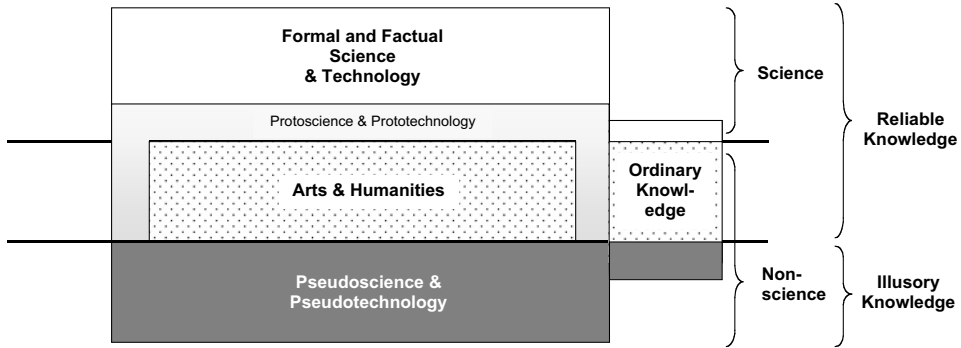 Formal and Factual
Science
& Technology
Protoscience & Prototechnology
Arts & Humanities
Ordinary
Knowl-
edge
Pseudoscience &
Pseudotechnology
Science
Reliable
Knowledge
Non-
science
Illusory
Knowledge